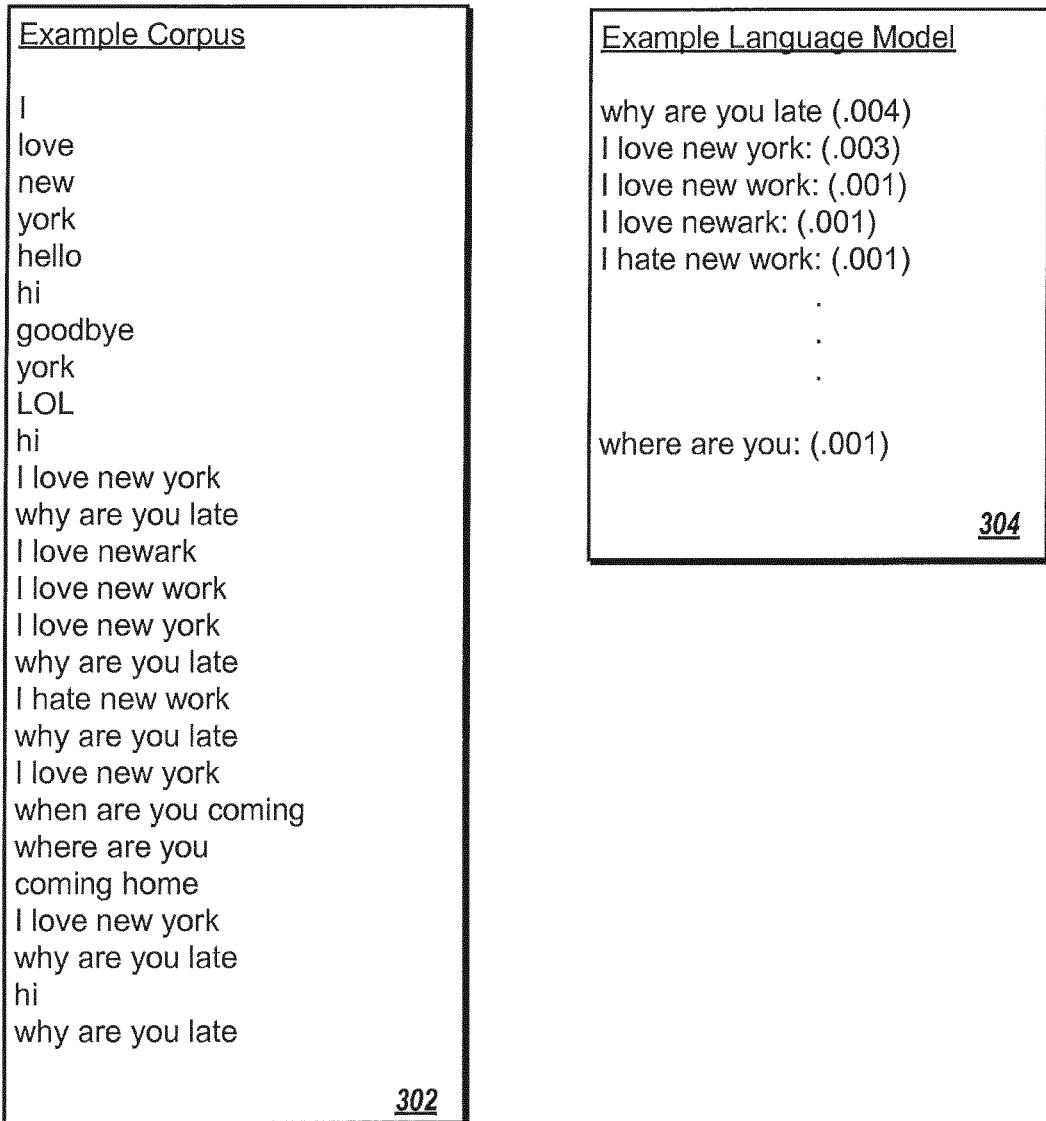 Example Corpus
I
love
new
york
hello
hi
goodbye
york
LOL
hi
I love new york
why are you late
I love newark
I love new work
I love new york
why are you late
I hate new work
why are you late
I love new york
when are you coming
where are you
coming home
I love new york
why are you late
hi
why are you late
302
Example Language Model
why are you late (.004)
I love new york: (.003)
I love new work: (.001)
I love newark: (.001)
I hate new work: (.001)
.
.
.
where are you: (.001)
304